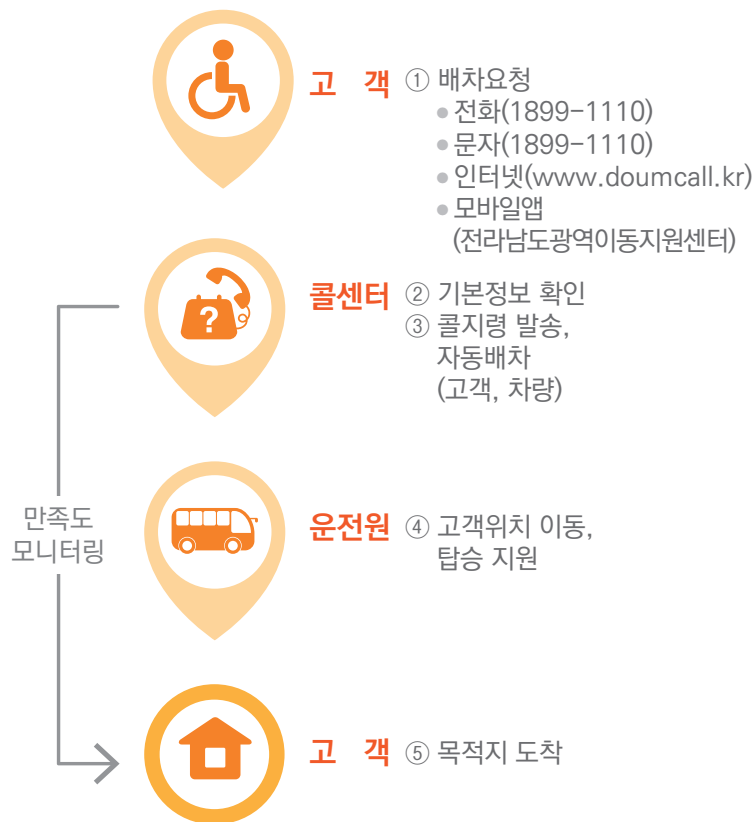 고 객 ① 배차요청
● 전화(1899-1110)
● 문자(1899-1110)
● 인터넷(www.doumcall.kr)
● 모바일앱
(전라남도광역이동지원센터)
콜센터 ② 기본정보 확인
③ 콜지령 발송,
자동배차
(고객, 차량)
?
만족도
모니터링
운전원 ④ 고객위치 이동,
탑승 지원
고 객 ⑤ 목적지 도착